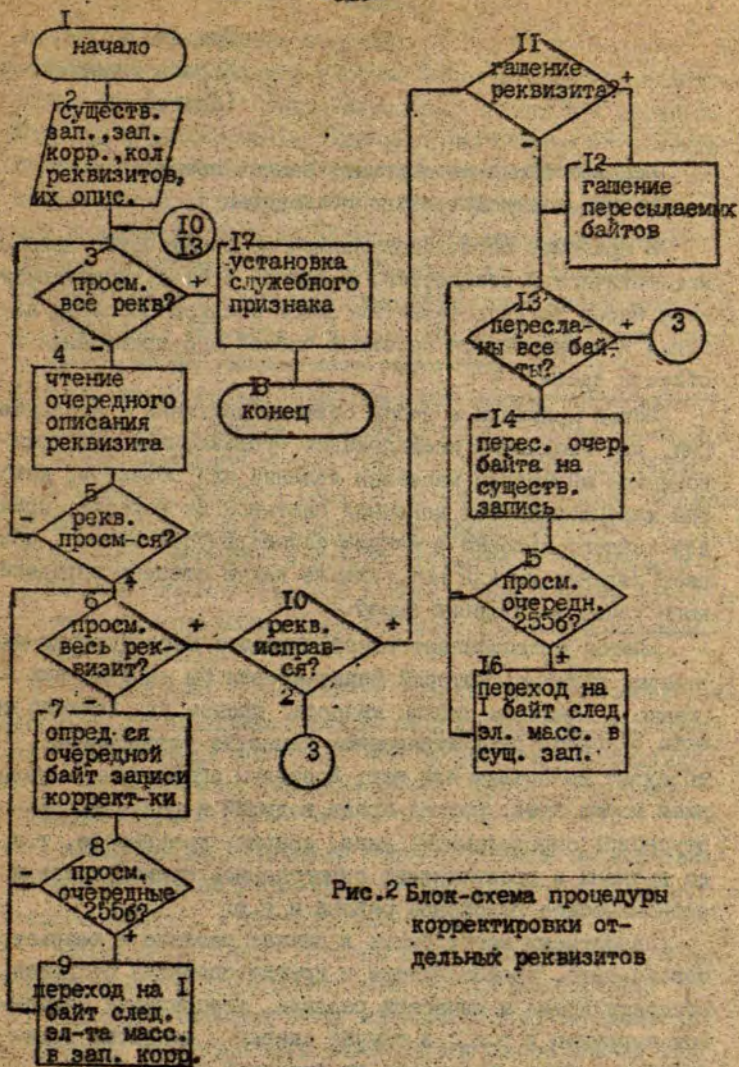 I
начало
2
существ.
зап.,зап.
корр.,кол.
реквизитов,
их опис.
10
13
3
просм.
все рекв?
+
-
17
установка
служебного
признака
конец
4
чтение
очередного
описания
реквизита
5
рекв.
просм-ся?
-
+
6
просм.
весь рек-
визит?
+
-
7
опред-ся
очередной
байт записи
коррект-ки
8
просм.
очередные
255б?
-
+
9
переход на I
байт след.
эл-та масс.
в зап. корр.
10
рекв.
исправ-
ся?
+
2
3
II
гашение
реквизита?
+
-
I2
гашение
пересылаемых
байтов
I3
пересла-
ны все бай-
ты?
+
-
3
I4
перес. очер.
байта на
существ.
запись
I5
просм.
очередн.
255б?
-
+
I6
переход на
I байт след.
эл. масс. в
сущ. зап.
Рис.2 Блок-схема процедуры
корректировки от-
дельных реквизитов